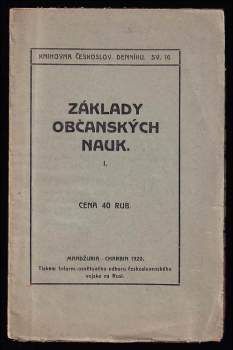 KNIHOVNA ČESKOSLOV. DENNÍKU. SV. 16
ZÁKLADY
OBČANSKÝCH
NAUK.
I.
CENA 40 RUB.
MANDŽURIA - CHARBIN 1920.
Tiskem Inform.-osvětového odboru československého
vojska na Rusi.